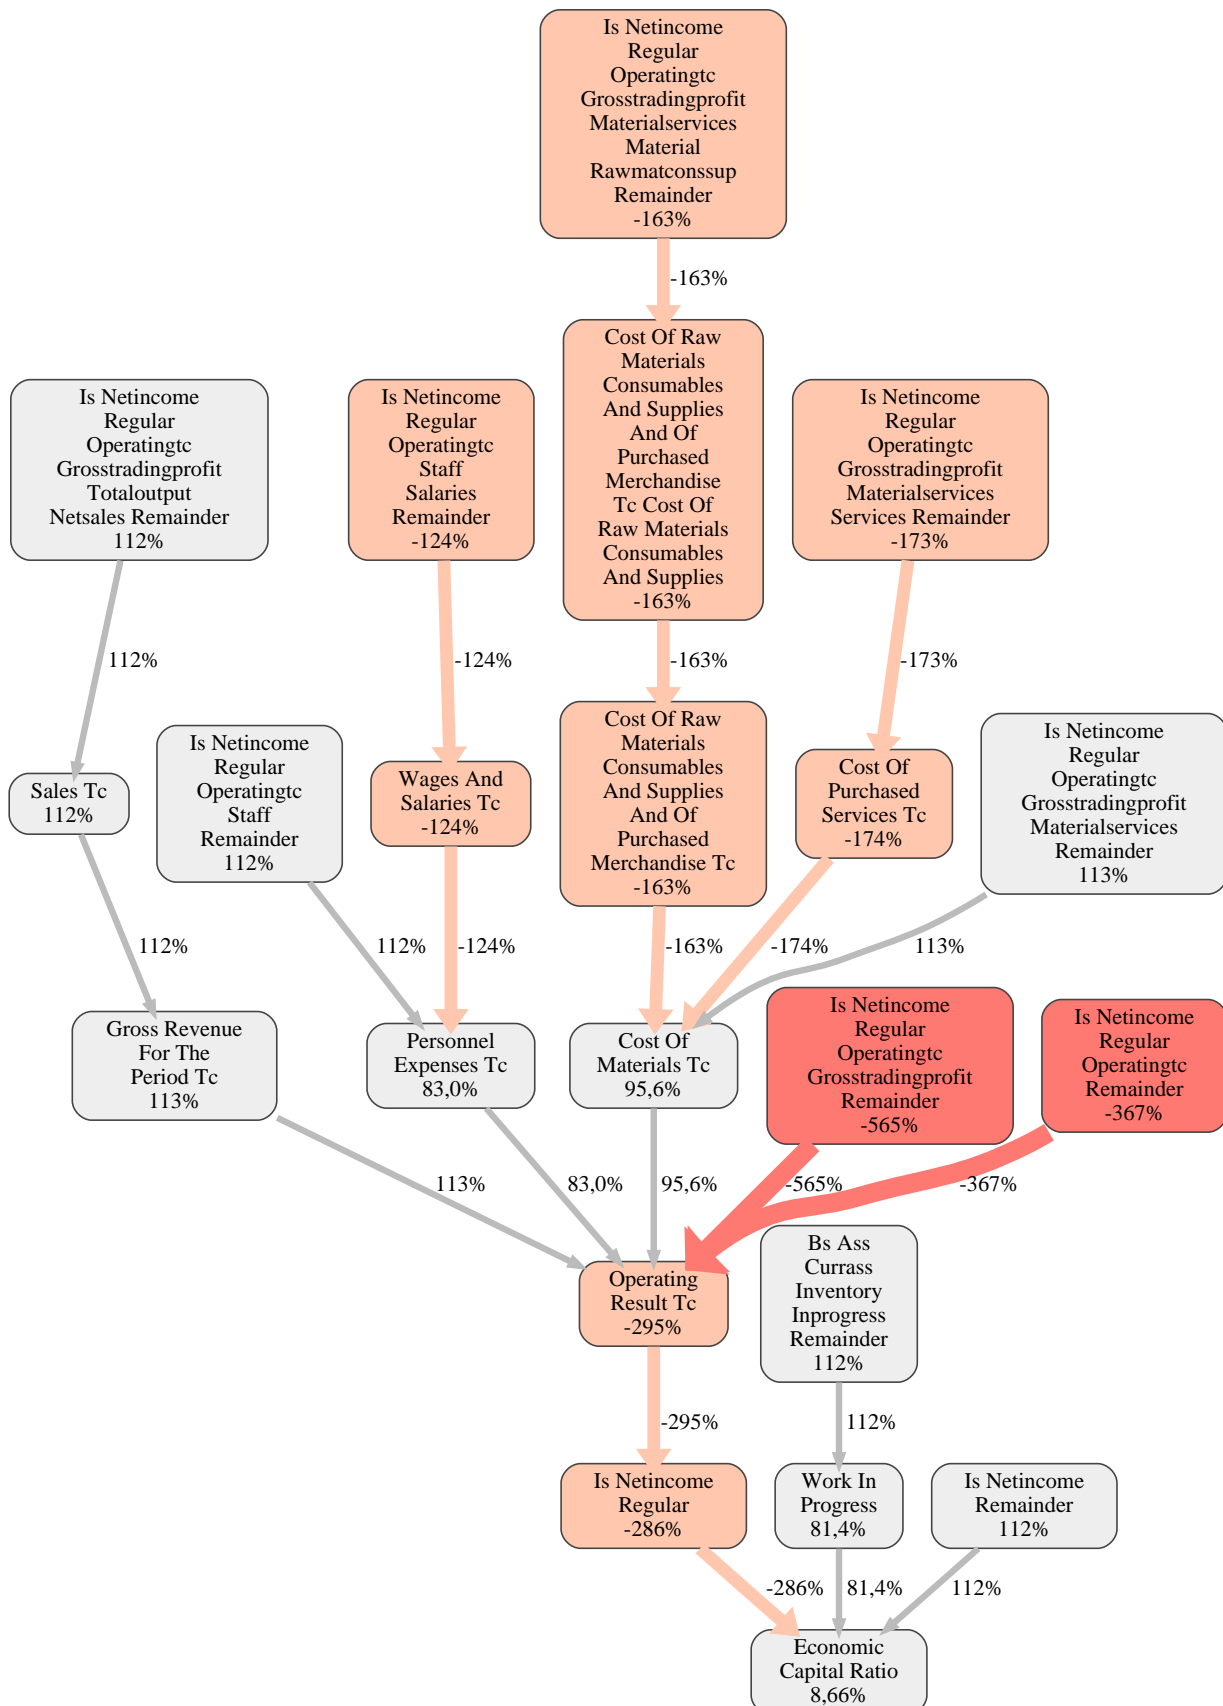 Is Netincome
Regular
Operatingtc
Grosstradingprofit
Materialservices
Material
Rawmatconssup
Remainder
-163%
-163%
Is Netincome
Regular
Operatingtc
Grosstradingprofit
Totaloutput
Netsales Remainder
112%
Is Netincome
Regular
Operatingtc
Staff
Salaries
Remainder
-124%
Cost Of Raw
Materials
Consumables
And Supplies
And Of
Purchased
Merchandise
Tc Cost Of
Raw Materials
Consumables
And Supplies
-163%
Is Netincome
Regular
Operatingtc
Grosstradingprofit
Materialservices
Services Remainder
-173%
112%
-124%
-163%
-173%
Sales Tc
112%
Is Netincome
Regular
Operatingtc
Staff
Remainder
112%
Wages And
Salaries Tc
-124%
Cost Of Raw
Materials
Consumables
And Supplies
And Of
Purchased
Merchandise Tc
-163%
Cost Of
Purchased
Services Tc
-174%
Is Netincome
Regular
Operatingtc
Grosstradingprofit
Materialservices
Remainder
113%
112%
112%
-124%
-163%
-174%
113%
Gross Revenue
For The
Period Tc
113%
Personnel
Expenses Tc
83,0%
Cost Of
Materials Tc
95,6%
Is Netincome
Regular
Operatingtc
Grosstradingprofit
Remainder
-565%
Is Netincome
Regular
Operatingtc
Remainder
-367%
113%
83,0%
95,6%
-565%
-367%
Operating
Result Tc
-295%
Bs Ass
Currass
Inventory
Inprogress
Remainder
112%
-295%
112%
Is Netincome
Regular
-286%
Work In
Progress
81,4%
Is Netincome
Remainder
112%
-286%
81,4%
112%
Economic
Capital Ratio
8,66%